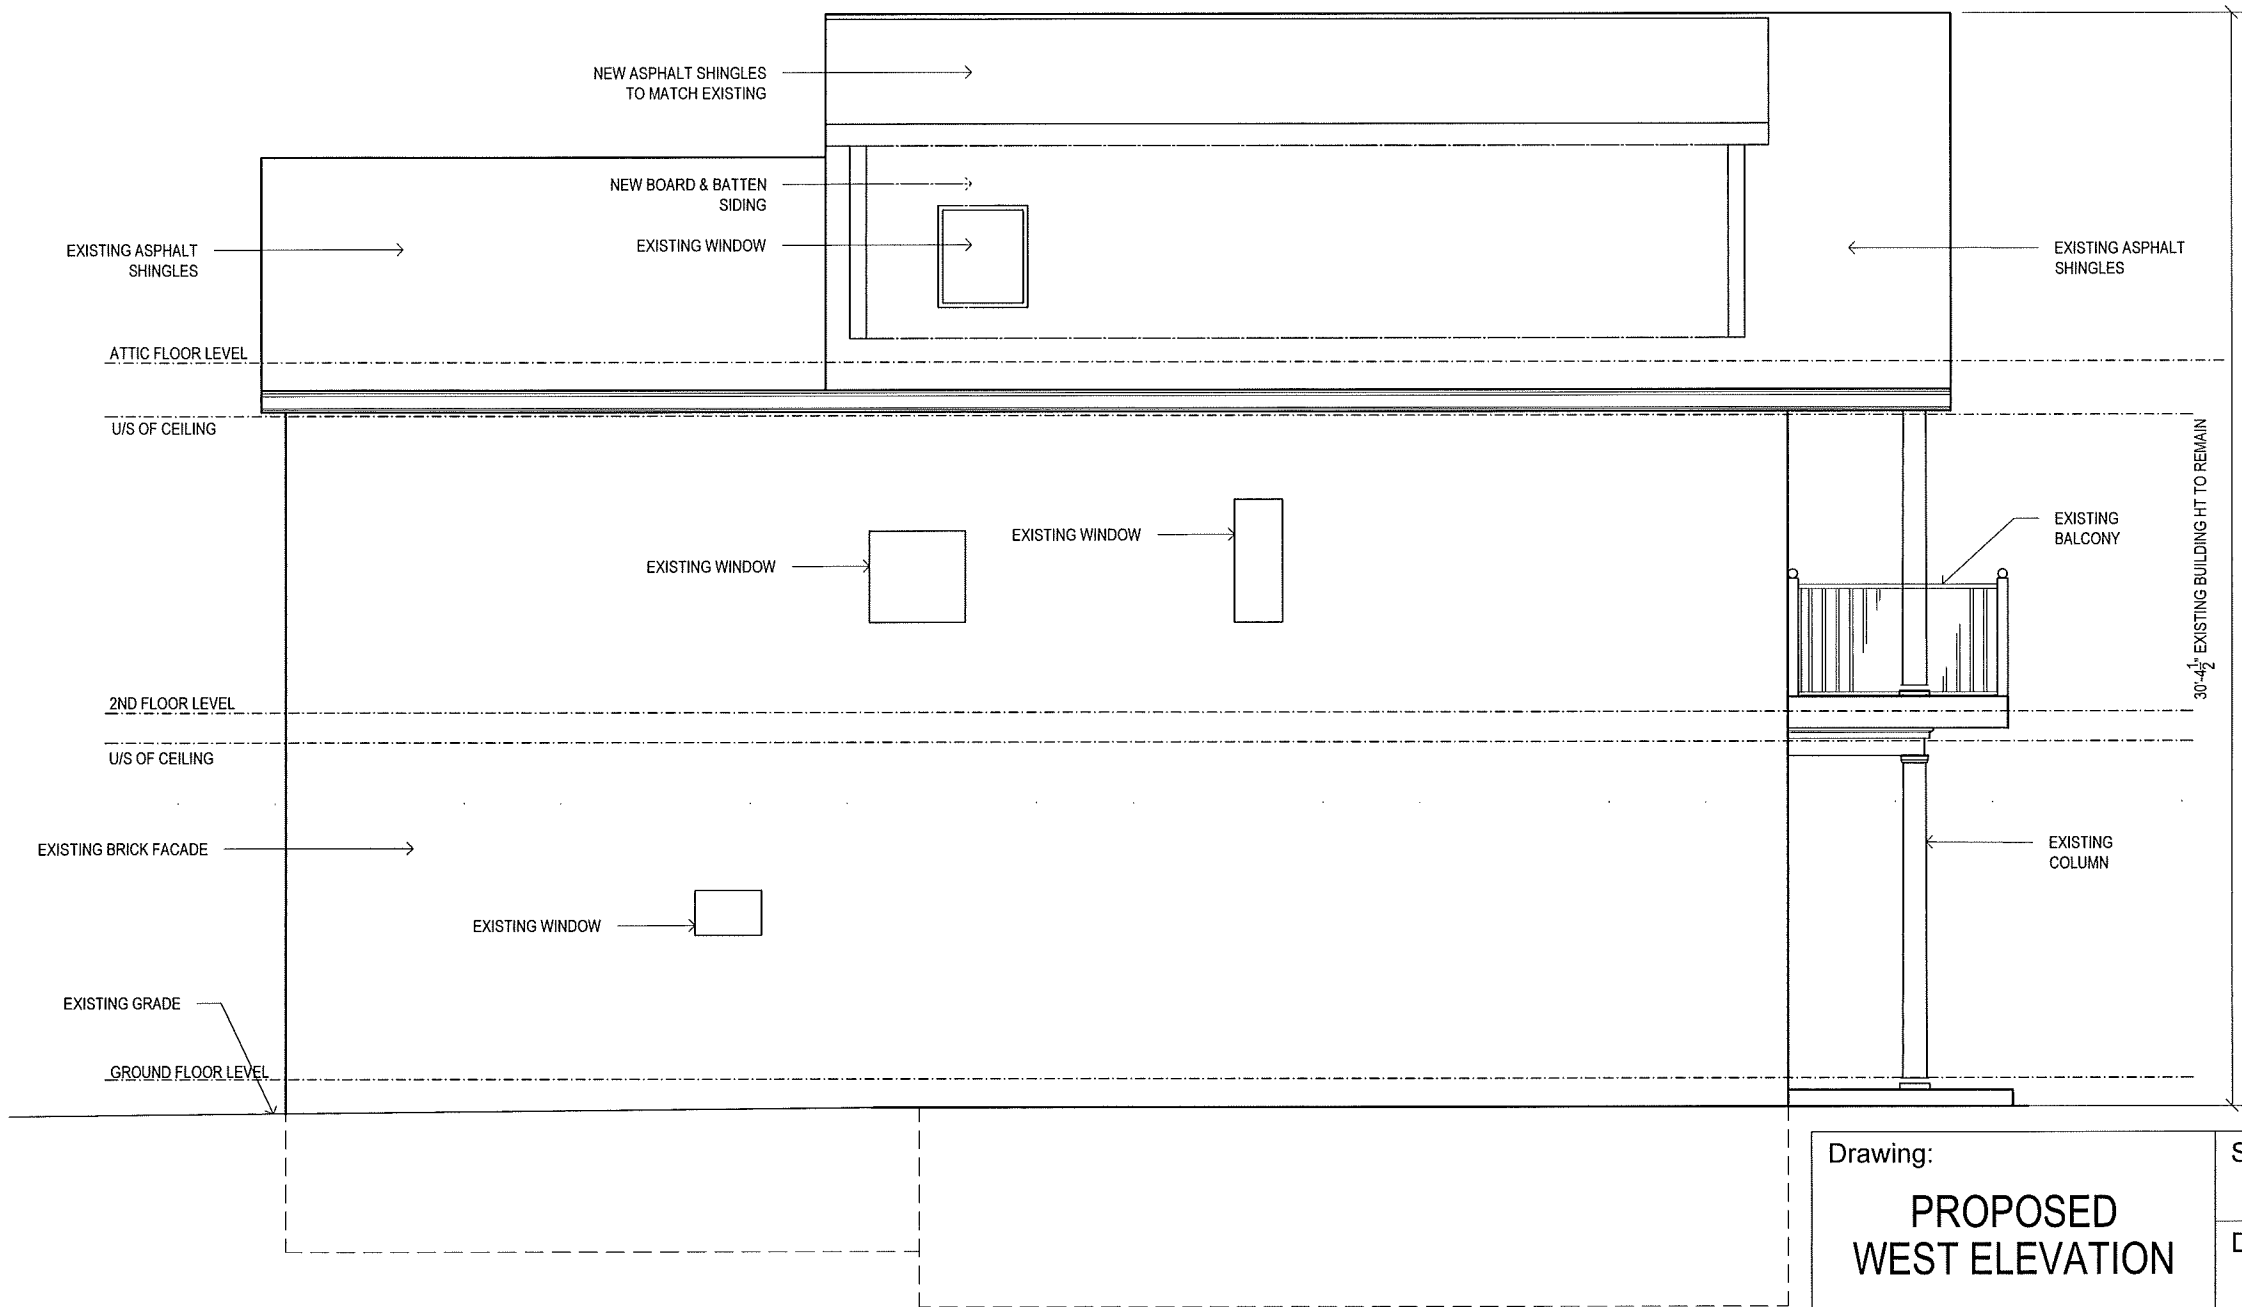 NEW ASPHALT SHINGLES
TO MATCH EXISTING
NEW BOARD & BATTEN
SIDING
EXISTING WINDOW
EXISTING ASPHALT
SHINGLES
EXISTING ASPHALT
SHINGLES
ATTIC FLOOR LEVEL
U/S OF CEILING
30'-4 1/2" EXISTING BUILDING HT TO REMAIN
EXISTING WINDOW
EXISTING WINDOW
EXISTING
BALCONY
2ND FLOOR LEVEL
U/S OF CEILING
EXISTING BRICK FACADE
EXISTING
COLUMN
EXISTING WINDOW
EXISTING GRADE
GROUND FLOOR LEVEL
Drawing:
PROPOSED
WEST ELEVATION